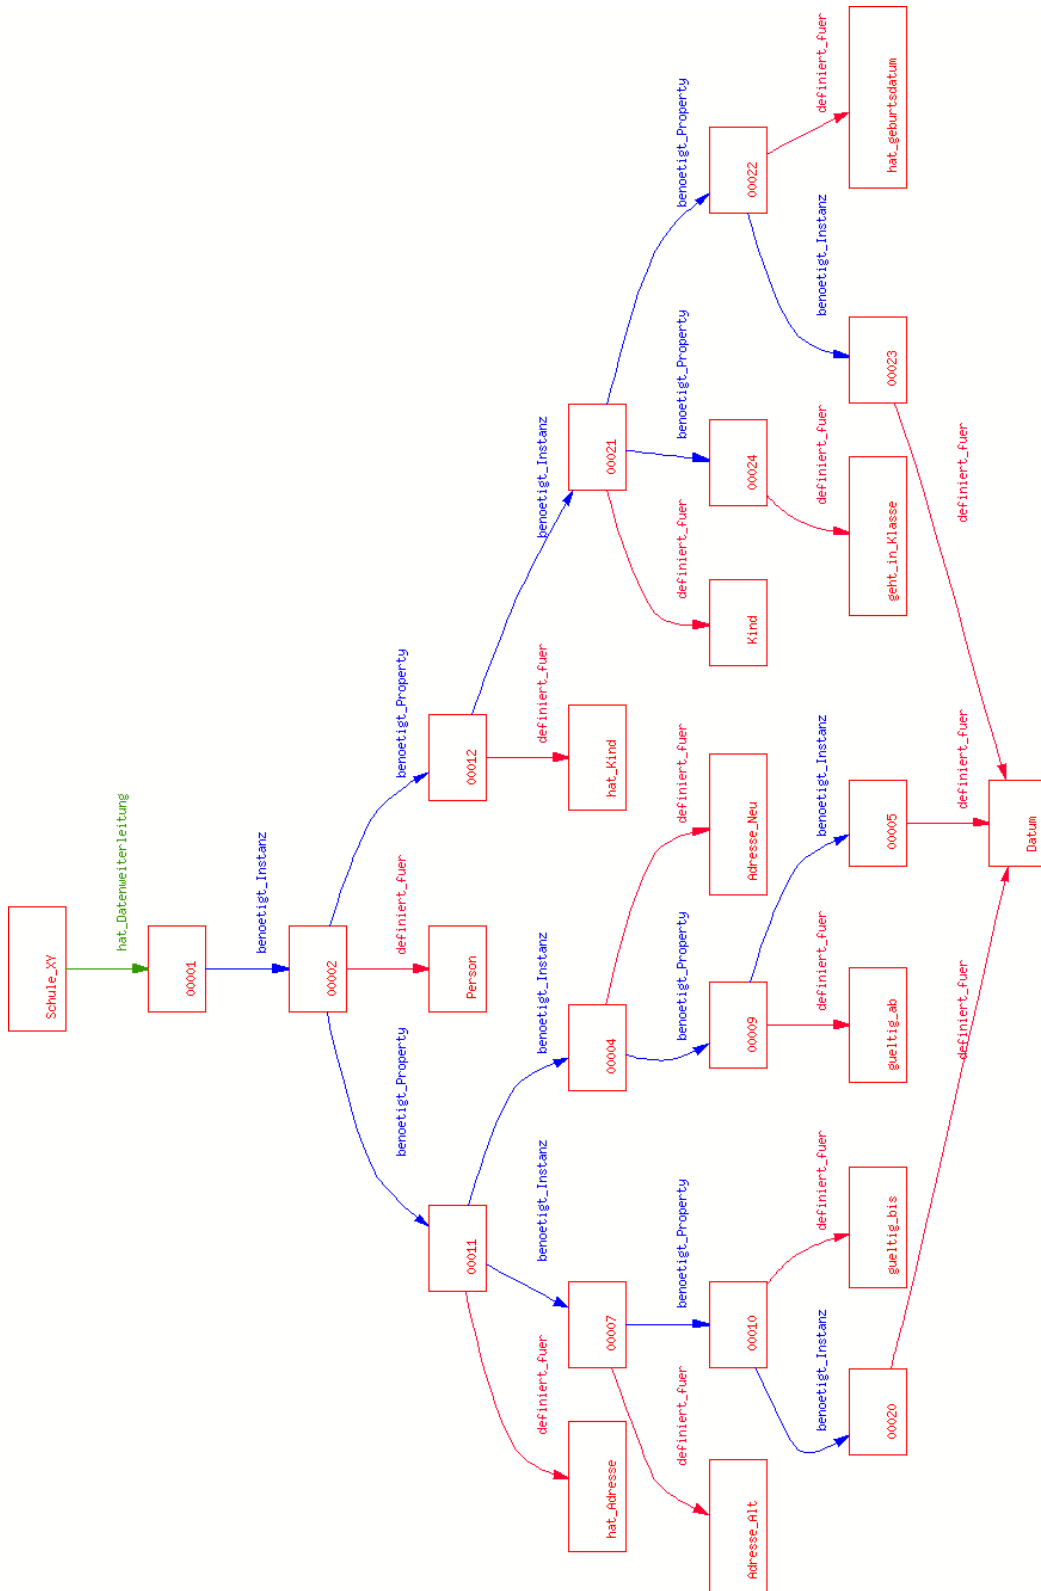 Schule_XY
hat_Datenweiterleitung
00001
benoetigt_Instanz
00002
benoetigt_Property
definiert_fuer
benoetigt_Property
00011
Person
00012
definiert_fuer
benoetigt_Instanz
benoetigt_Instanz
definiert_fuer
benoetigt_Instanz
hat_Adresse
00007
00004
hat_Kind
00021
definiert_fuer
benoetigt_Property
benoetigt_Property
definiert_fuer
definiert_fuer
benoetigt_Property
benoetigt_Property
Adresse_Alt
00010
00009
Adresse_Neu
Kind
00024
00022
benoetigt_Instanz
definiert_fuer
definiert_fuer
benoetigt_Instanz
definiert_fuer
benoetigt_Instanz
definiert_fuer
00020
gueltig_bis
gueltig_ab
00005
geht_in_Klasse
00023
hat_geburtsdatum
definiert_fuer
definiert_fuer
definiert_fuer
Datum